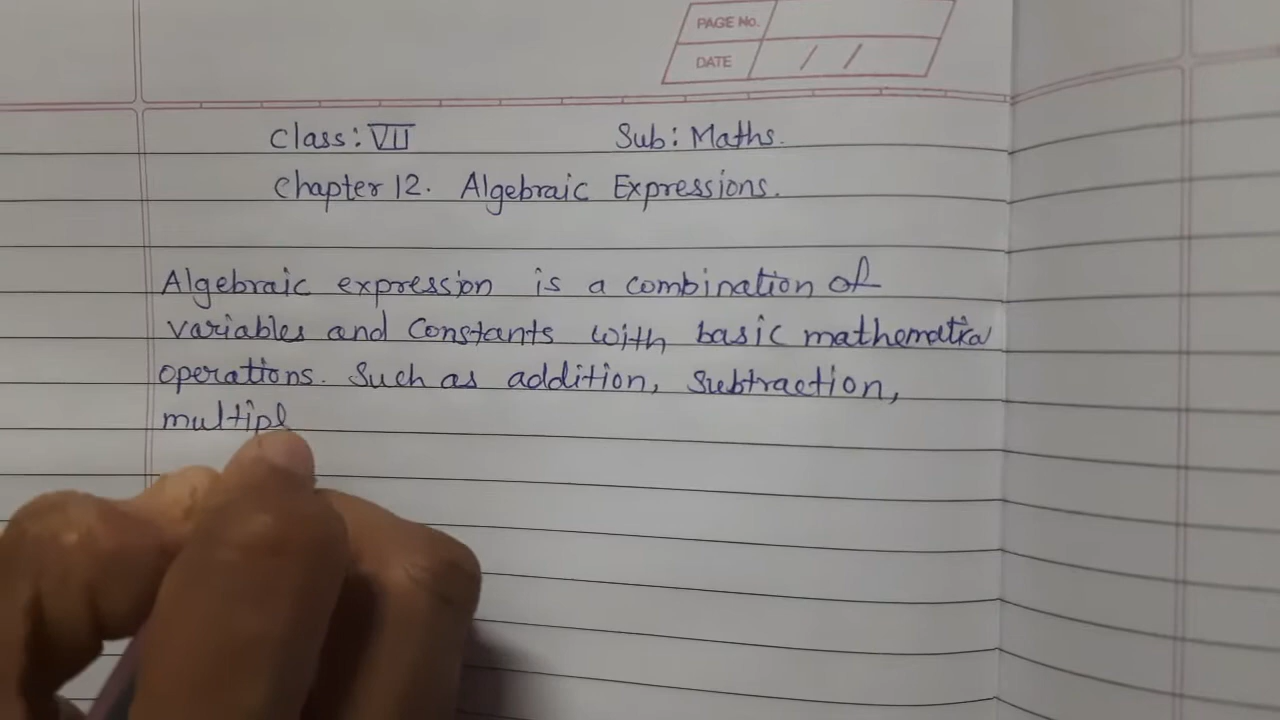 PAGE No.
DATE / /
Class: VII Sub: Maths.
Chapter 12. Algebraic Expressions.
Algebraic expression is a combination of
variables and Constants with basic mathematica
operations. Such as addition, Subtraction,
multipl